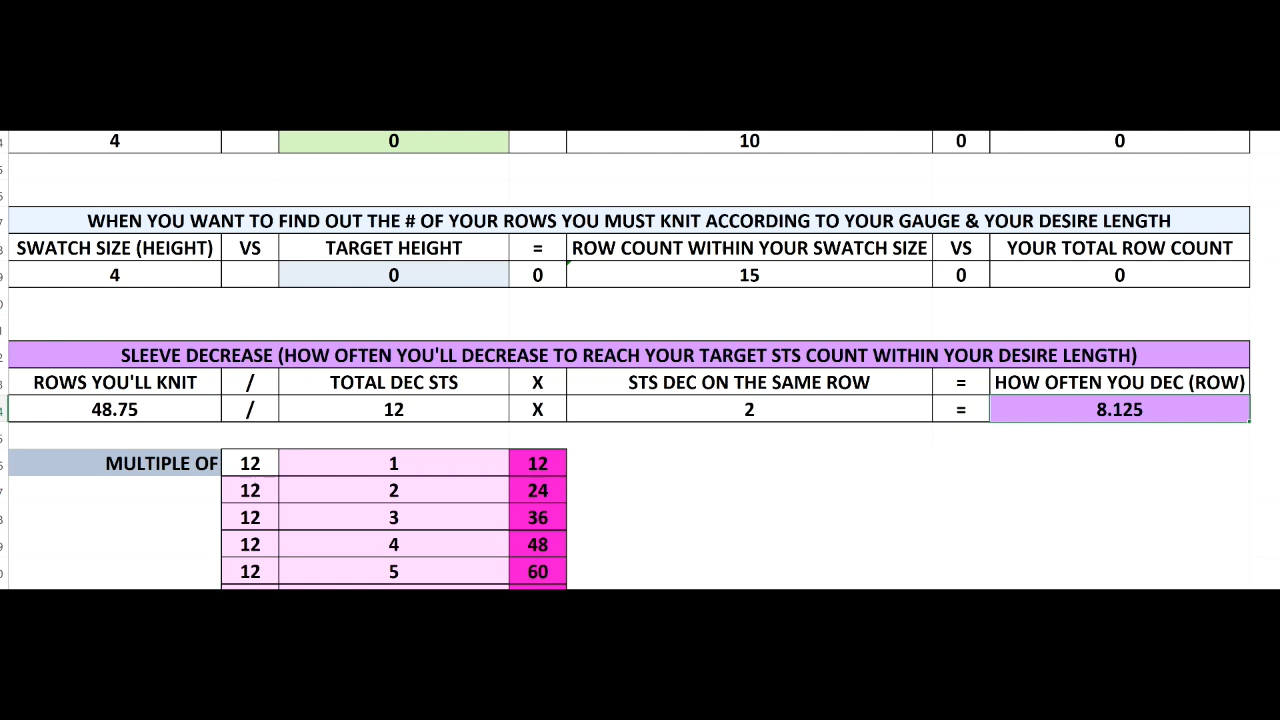 4 0 10 0 0
WHEN YOU WANT TO FIND OUT THE # OF YOUR ROWS YOU MUST KNIT ACCORDING TO YOUR GAUGE & YOUR DESIRE LENGTH
SWATCH SIZE (HEIGHT) VS TARGET HEIGHT = ROW COUNT WITHIN YOUR SWATCH SIZE VS YOUR TOTAL ROW COUNT
4 0 0 15 0 0
SLEEVE DECREASE (HOW OFTEN YOU'LL DECREASE TO REACH YOUR TARGET STS COUNT WITHIN YOUR DESIRE LENGTH)
ROWS YOU'LL KNIT / TOTAL DEC STS X STS DEC ON THE SAME ROW = HOW OFTEN YOU DEC (ROW)
48.75 / 12 X 2 = 8.125
MULTIPLE OF 12 1 12
12 2 24
12 3 36
12 4 48
12 5 60